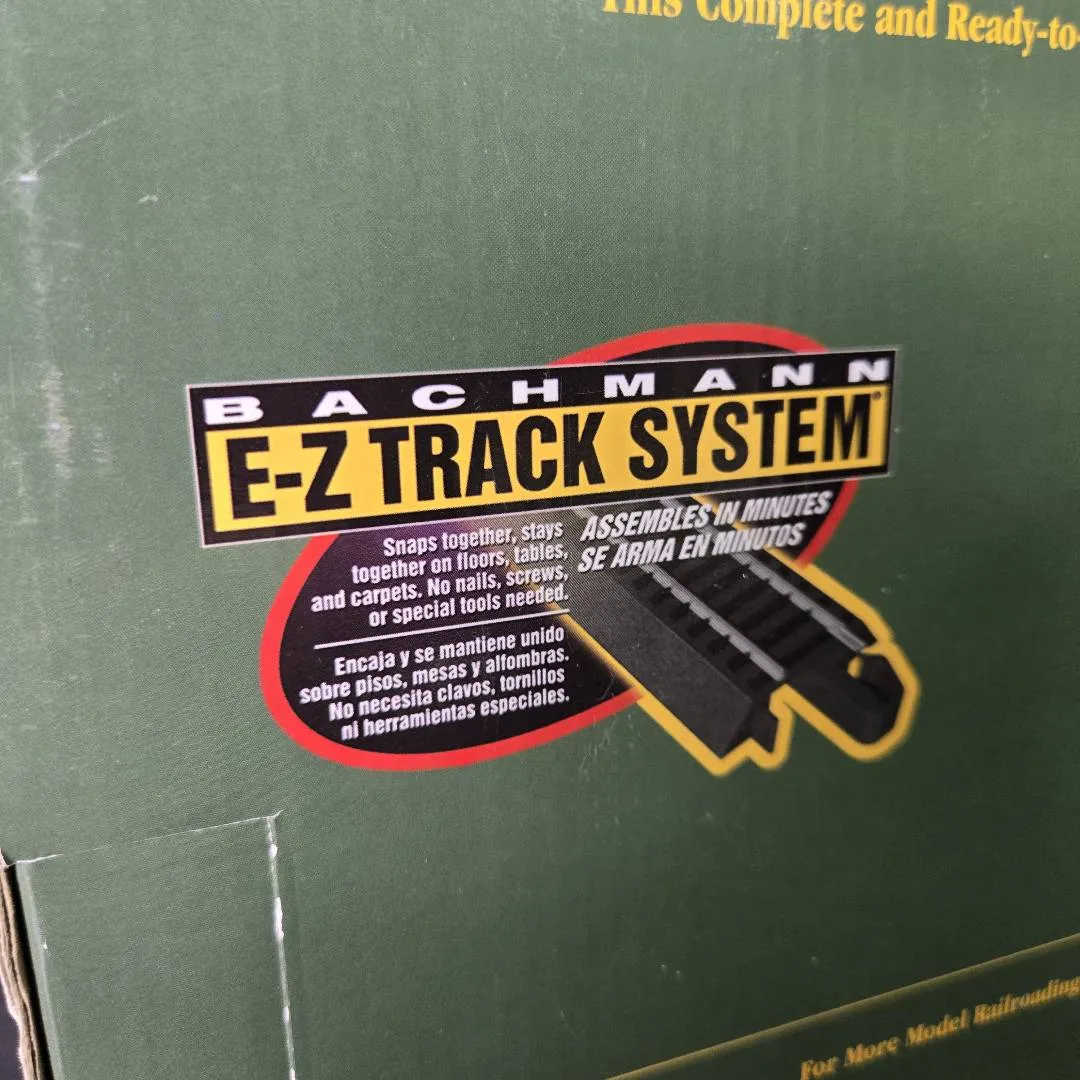 This Complete and Ready-to-
BACHMANN
E-Z TRACK SYSTEM®
Snaps together, stays
together on floors, tables,
and carpets. No nails, screws,
or special tools needed.
ASSEMBLES IN MINUTES
SE ARMA EN MINUTOS
Encaja y se mantiene unido
sobre pisos, mesas y alfombras.
No necesita clavos, tornillos
ni herramientas especiales.
For More Model Railroading